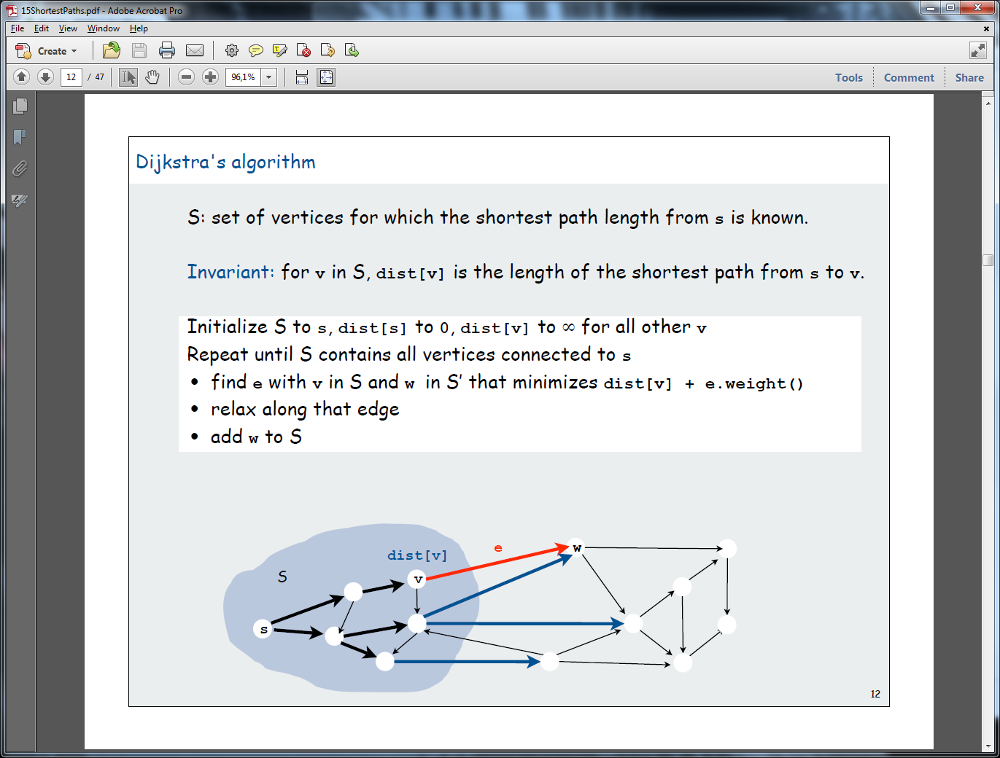 15ShortestPaths.pdf - Adobe Acrobat Pro
File Edit View Window Help
Create
12 / 47 96,1% Tools Comment Share
Dijkstra's algorithm
S: set of vertices for which the shortest path length from s is known.
Invariant: for v in S, dist[v] is the length of the shortest path from s to v.
Initialize S to s, dist[s] to 0, dist[v] to ∞ for all other v
Repeat until S contains all vertices connected to s
• find e with v in S and w in S’ that minimizes dist[v] + e.weight()
• relax along that edge
• add w to S
e
w
dist[v]
S
v
s
12